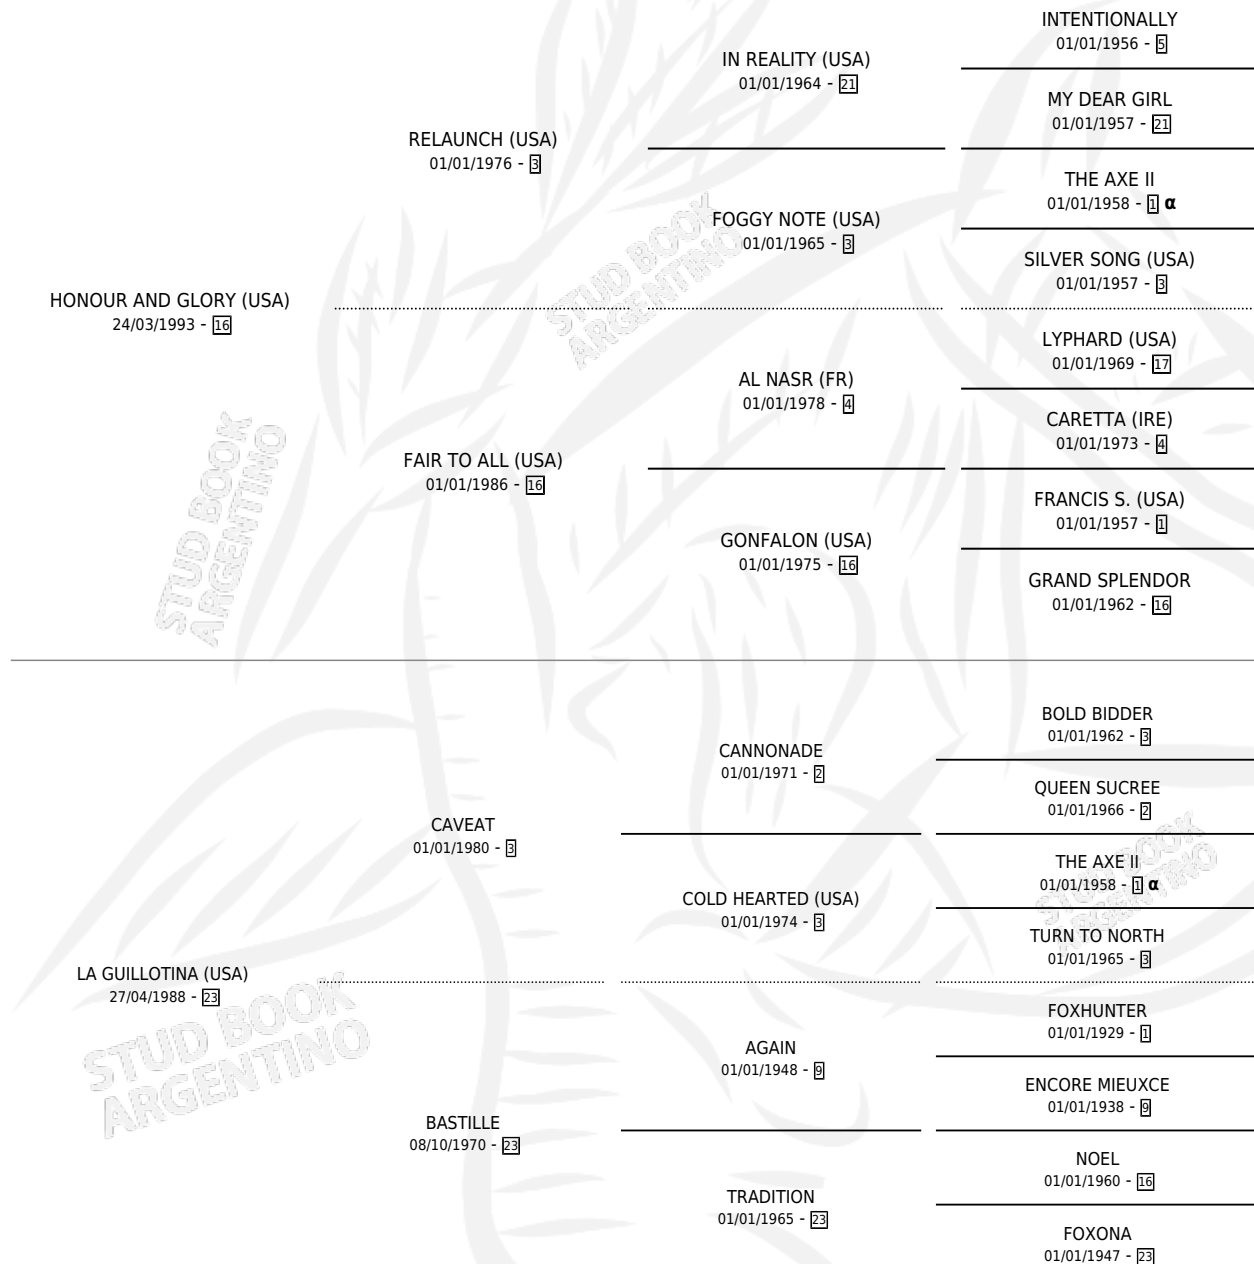 INTENTIONALLY
01/01/1956 - 5
IN REALITY (USA)
01/01/1964 - 21
MY DEAR GIRL
01/01/1957 - 21
RELAUNCH (USA)
01/01/1976 - 3
THE AXE II
01/01/1958 - 1 α
FOGGY NOTE (USA)
01/01/1965 - 3
SILVER SONG (USA)
01/01/1957 - 3
HONOUR AND GLORY (USA)
24/03/1993 - 16
LYPHARD (USA)
01/01/1969 - 17
AL NASR (FR)
01/01/1978 - 4
CARETTA (IRE)
01/01/1973 - 4
FAIR TO ALL (USA)
01/01/1986 - 16
FRANCIS S. (USA)
01/01/1957 - 1
GONFALON (USA)
01/01/1975 - 16
GRAND SPLENDOR
01/01/1962 - 16
BOLD BIDDER
01/01/1962 - 3
CANNONADE
01/01/1971 - 2
QUEEN SUCREE
01/01/1966 - 2
CAVEAT
01/01/1980 - 3
THE AXE II
01/01/1958 - 1 α
COLD HEARTED (USA)
01/01/1974 - 3
TURN TO NORTH
01/01/1965 - 3
LA GUILLOTINA (USA)
27/04/1988 - 23
FOXHUNTER
01/01/1929 - 1
AGAIN
01/01/1948 - 9
ENCORE MIEUXCE
01/01/1938 - 9
BASTILLE
08/10/1970 - 23
NOEL
01/01/1960 - 16
TRADITION
01/01/1965 - 23
FOXONA
01/01/1947 - 23
STUD BOOK
ARGENTINO
STUD BOOK
ARGENTINO
STUD BOOK
ARGENTINO
STUD BOOK
ARGENTINO